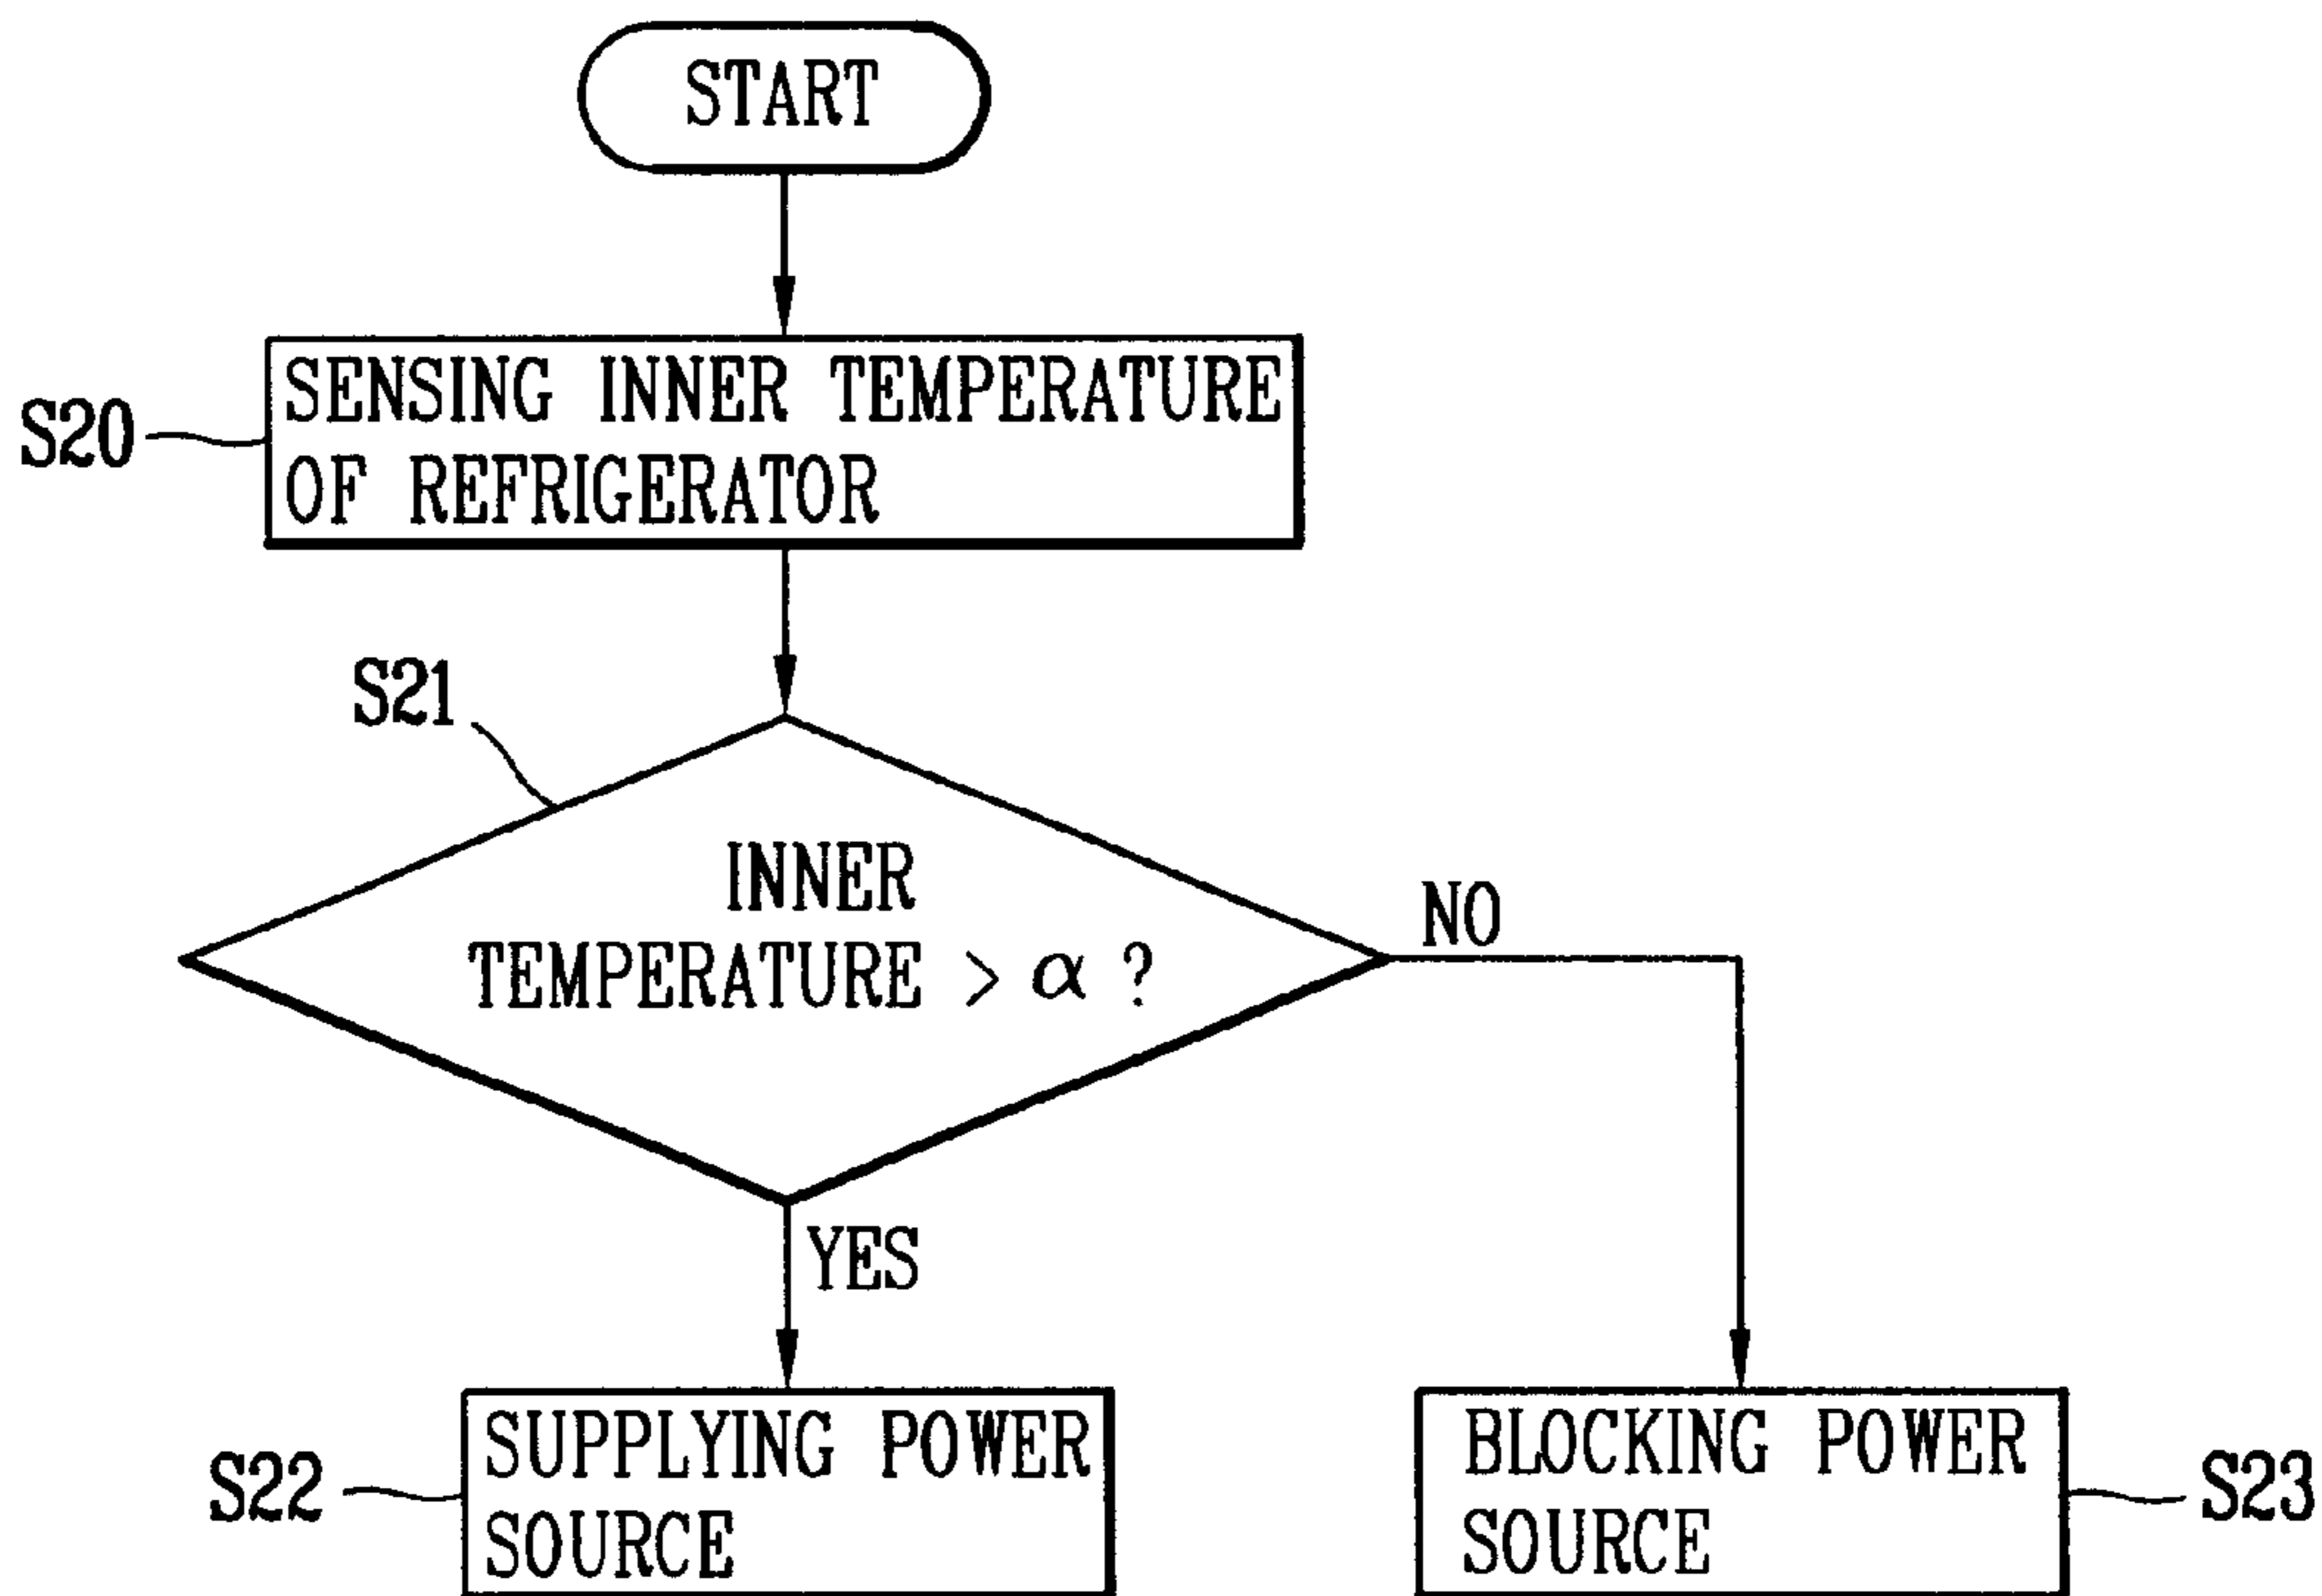 START
S20
SENSING INNER TEMPERATURE
OF REFRIGERATOR
S21
INNER
TEMPERATURE > α ?
NO
YES
S22
SUPPLYING POWER
SOURCE
BLOCKING POWER
SOURCE
S23